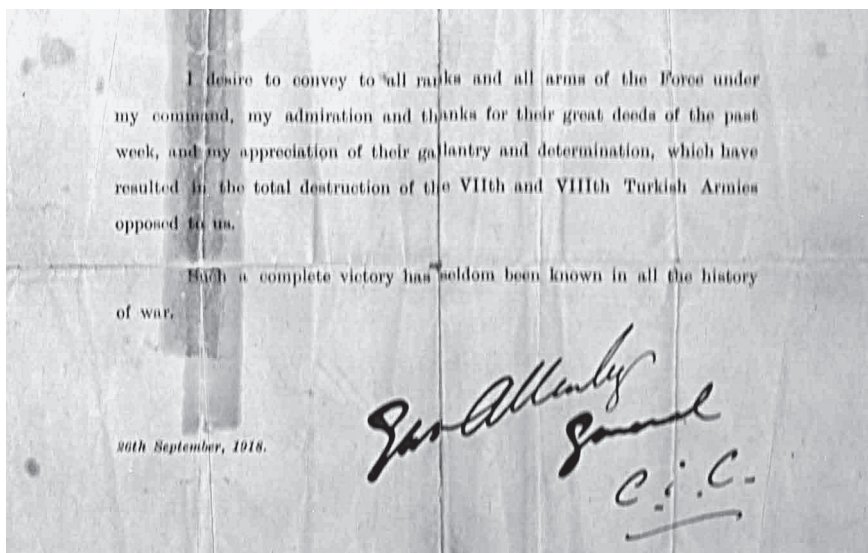 I desire to convey to all ranks and all arms of the Force under
my command, my admiration and thanks for their great deeds of the past
week, and my appreciation of their gallantry and determination, which have
resulted in the total destruction of the VIIth and VIIIth Turkish Armies
opposed to us.
Such a complete victory has seldom been known in all the history
of war.
Allenby
General
26th September, 1918.
C.i.C.